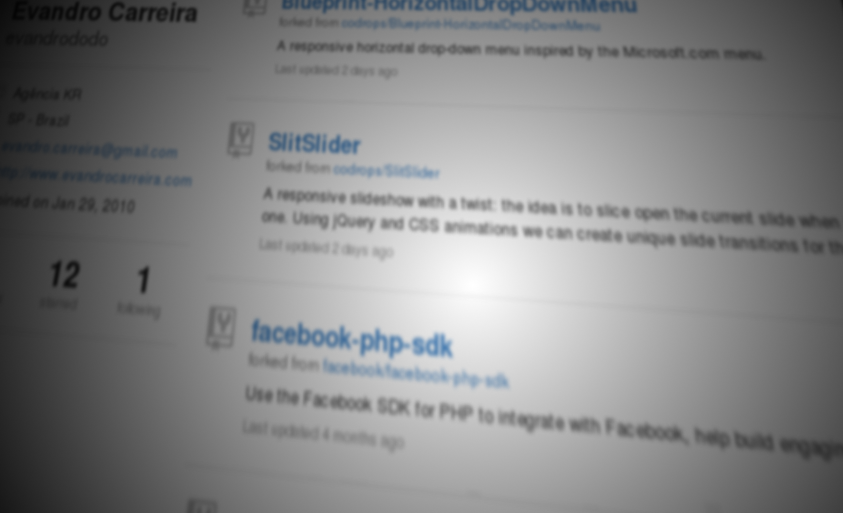 Evandro Carreira
evandrododo
Agência KR
SP - Brazil
evandro.carreira@gmail.com
http://www.evandrocarreira.com
joined on Jan 29, 2010
12
starred
1
following
Blueprint-HorizontalDropDownMenu
forked from codrops/Blueprint-HorizontalDropDownMenu
A responsive horizontal drop-down menu inspired by the Microsoft.com menu.
Last updated 2 days ago
SlitSlider
forked from codrops/SlitSlider
A responsive slideshow with a twist: the idea is to slice open the current slide when
one. Using jQuery and CSS animations we can create unique slide transitions for th
Last updated 2 days ago
facebook-php-sdk
forked from facebook/facebook-php-sdk
Use the Facebook SDK for PHP to integrate with Facebook, help build engagin
Last updated 4 months ago